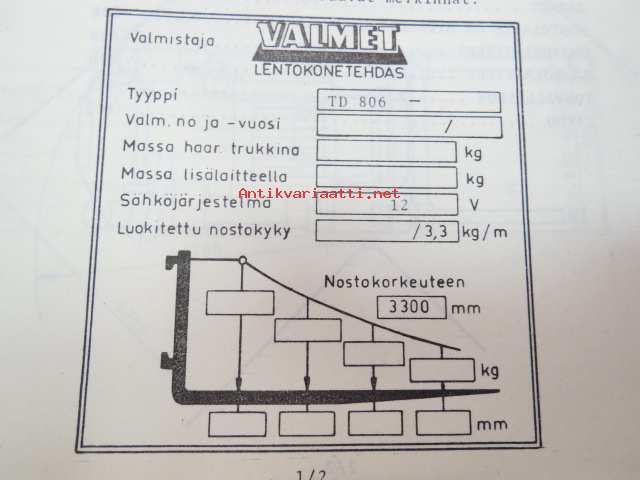 merkinnät.
Valmistaja VALMET
LENTOKONETEHDAS
Tyyppi TD 806 —
Valm. no ja -vuosi /
Massa haar. trukkina kg
Massa lisälaitteella kg
Antikvariaatti.net
Sähköjärjestelmä 12 V
Luokitettu nostokyky /3,3 kg/m
Nostokorkeuteen
3300 mm
kg
mm
1/2